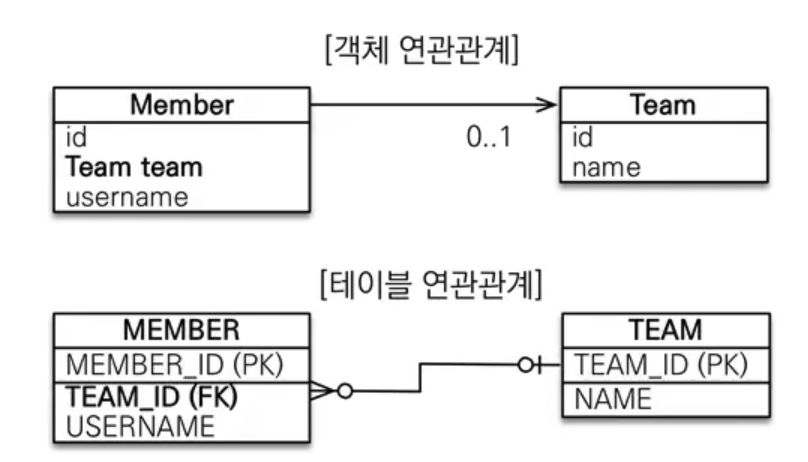 [객체 연관관계]
Member
id
Team team
username
0..1
Team
id
name
[테이블 연관관계]
MEMBER
MEMBER_ID (PK)
TEAM_ID (FK)
USERNAME
TEAM
TEAM_ID (PK)
NAME